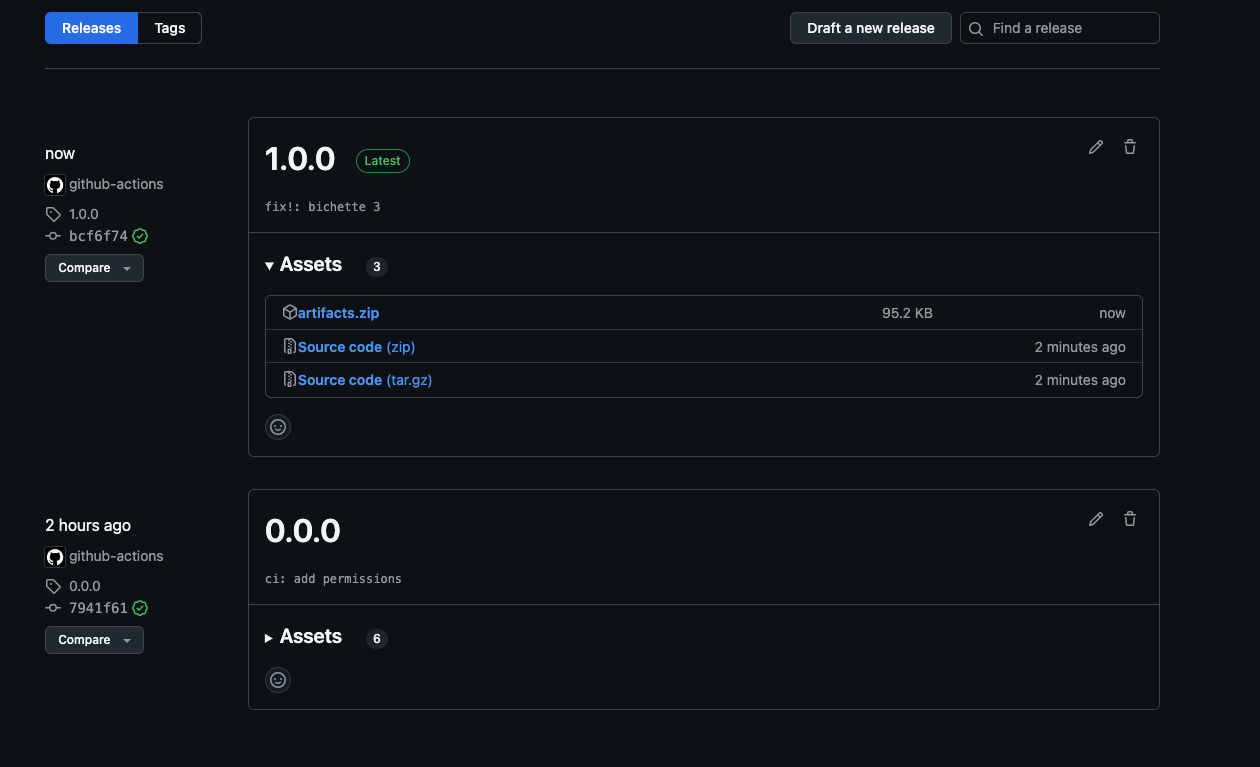 Releases
Tags
Draft a new release
Find a release
now
github-actions
1.0.0
bcf6f74
Compare
1.0.0 Latest
fix!: bichette 3
Assets 3
artifacts.zip 95.2 KB now
Source code (zip) 2 minutes ago
Source code (tar.gz) 2 minutes ago
2 hours ago
github-actions
0.0.0
7941f61
Compare
0.0.0
ci: add permissions
Assets 6